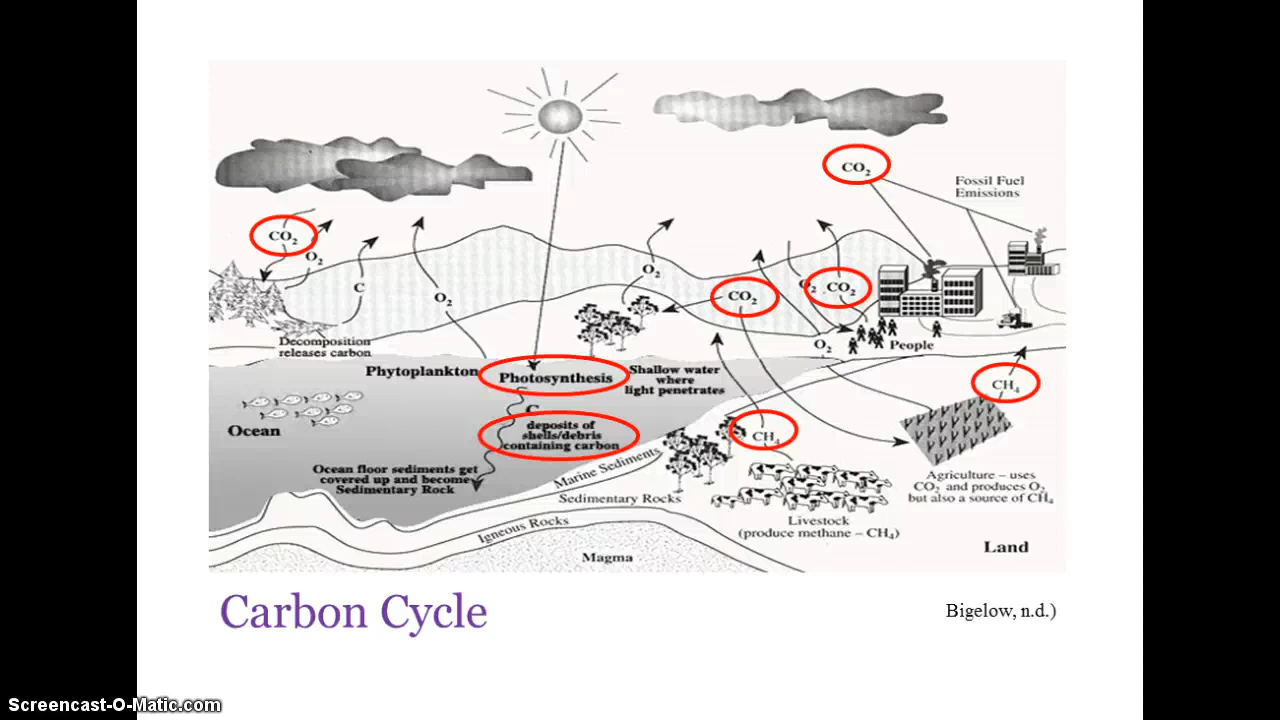 CO₂
Fossil Fuel
Emissions
CO₂
O₂
C
O₂
O₂
CO₂
O₂
CO₂
Decomposition
releases carbon
O₂
People
Phytoplankton
Photosynthesis
Shallow water
where
light penetrates
CH₄
C
deposits of
shells/debris
containing carbon
Ocean
CH₄
Ocean floor sediments get
covered up and become
Sedimentary Rock
Marine Sediments
Sedimentary Rocks
Igneous Rocks
Magma
Livestock
(produce methane – CH₄)
Agriculture – uses
CO₂ and produces O₂
but also a source of CH₄
Land
Carbon Cycle
Bigelow, n.d.)
Screencast-O-Matic.com